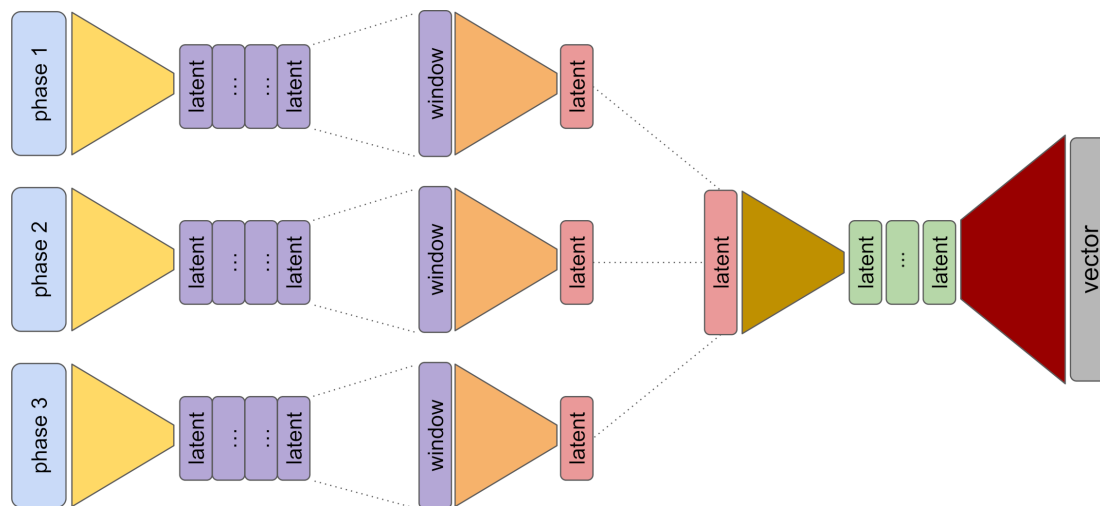 phase 1
latent
...
...
latent
window
latent
phase 2
latent
...
...
latent
window
latent
latent
latent
...
latent
vector
phase 3
latent
...
...
latent
window
latent